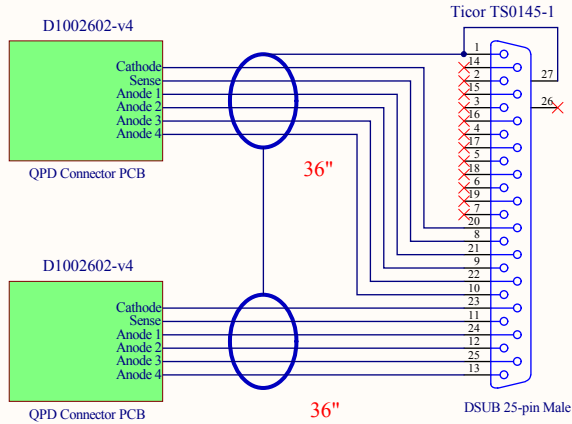 D1002602-v4
Ticor TS0145-1
Cathode
Sense
Anode 1
Anode 2
Anode 3
Anode 4
QPD Connector PCB
36"
1
14
2
15
3
16
4
17
5
18
6
19
7
20
8
21
9
22
10
23
11
24
12
25
13
27
26
D1002602-v4
Cathode
Sense
Anode 1
Anode 2
Anode 3
Anode 4
QPD Connector PCB
36"
DSUB 25-pin Male